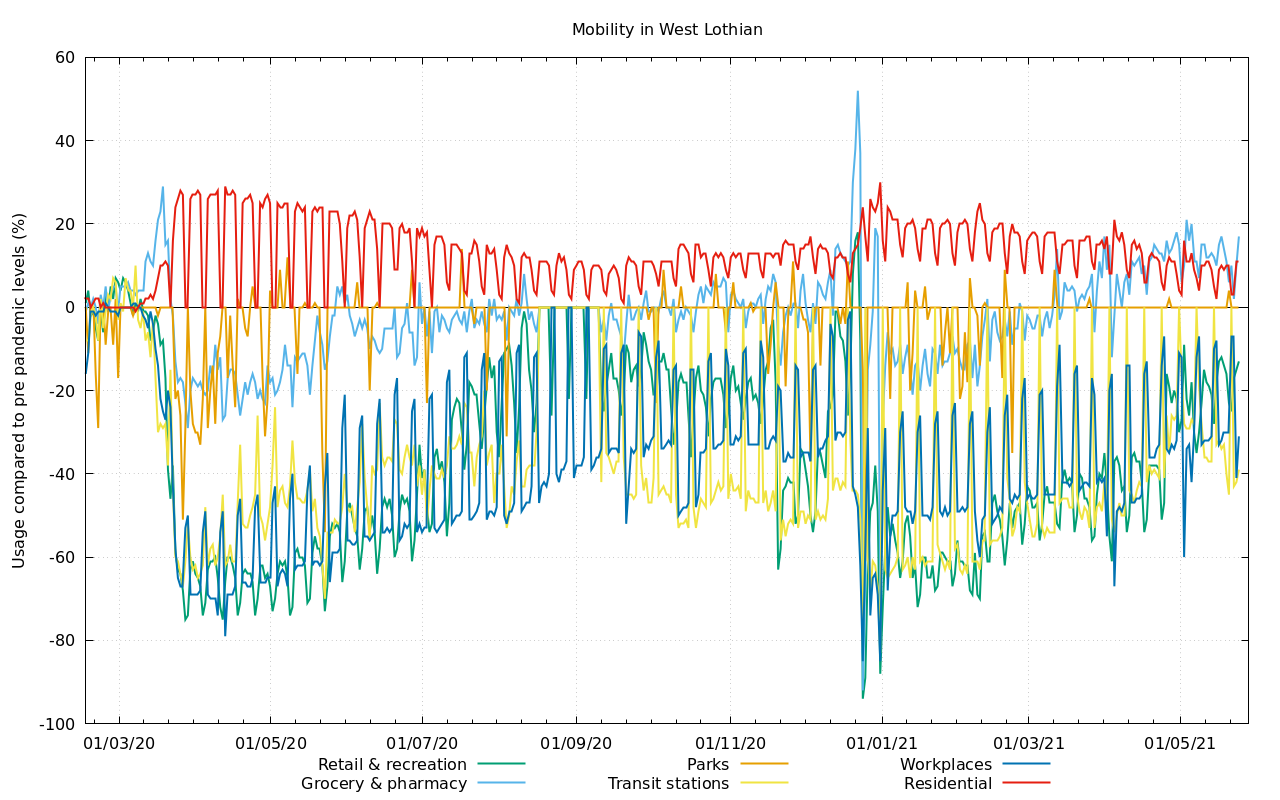 Mobility in West Lothian
Usage compared to pre pandemic levels (%)
60
40
20
0
-20
-40
-60
-80
-100
01/03/20 01/05/20 01/07/20 01/09/20 01/11/20 01/01/21 01/03/21 01/05/21
Retail & recreation Parks Workplaces
Grocery & pharmacy Transit stations Residential